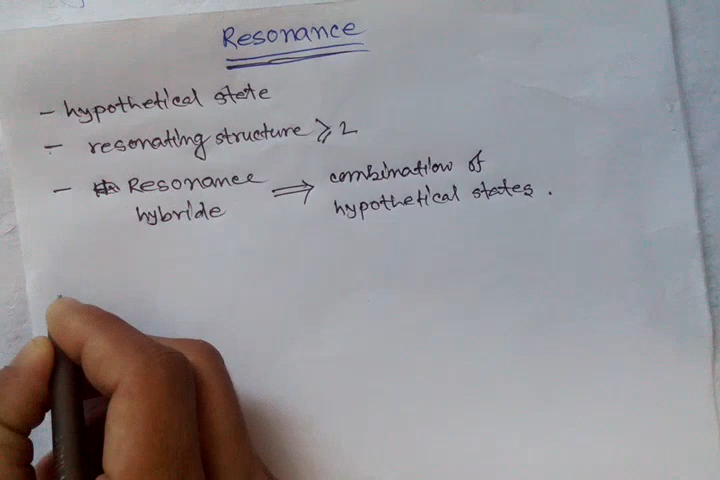 Resonance
- hypothetical state
- resonating structure ⩾ 2
- Resonance ⟹ combination of
hybride hypothetical states.